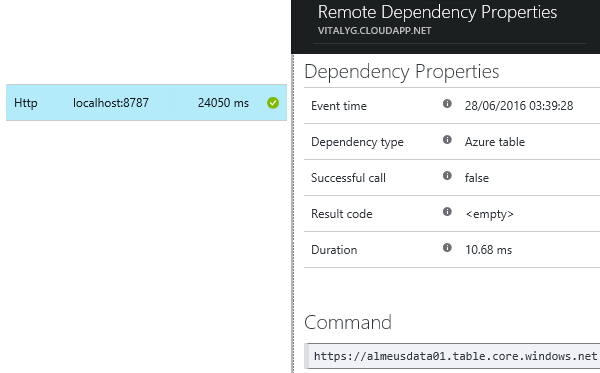 Http localhost:8787 24050 ms
Remote Dependency Properties
VITALYG.CLOUDAPP.NET
Dependency Properties
Event time 28/06/2016 03:39:28
Dependency type Azure table
Successful call false
Result code <empty>
Duration 10.68 ms
Command
https://almeusdata01.table.core.windows.net